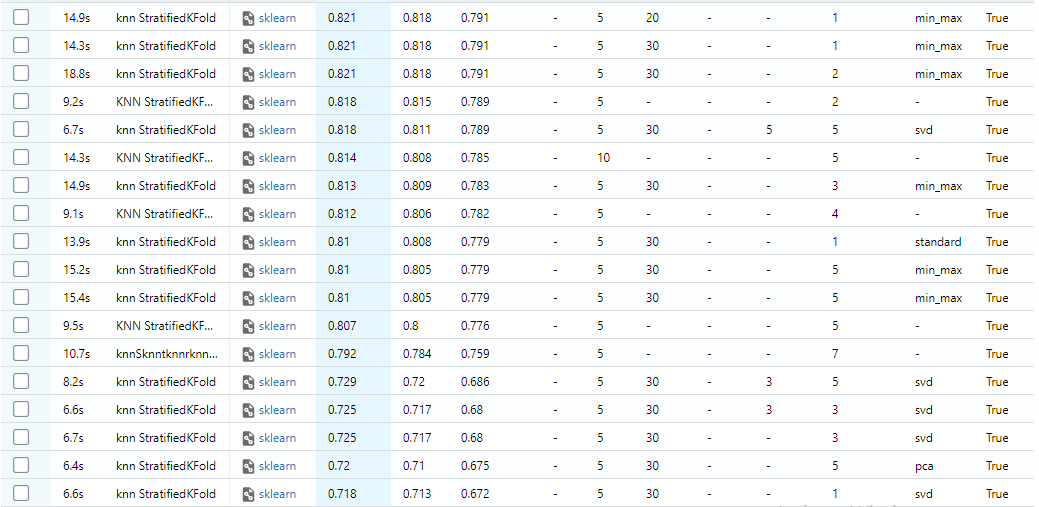 14.9s knn StratifiedKFold sklearn 0.821 0.818 0.791 - 5 20 - - 1 min_max True
14.3s knn StratifiedKFold sklearn 0.821 0.818 0.791 - 5 30 - - 1 min_max True
18.8s knn StratifiedKFold sklearn 0.821 0.818 0.791 - 5 30 - - 2 min_max True
9.2s KNN StratifiedKF... sklearn 0.818 0.815 0.789 - 5 - - - 2 - True
6.7s knn StratifiedKFold sklearn 0.818 0.811 0.789 - 5 30 - 5 5 svd True
14.3s KNN StratifiedKF... sklearn 0.814 0.808 0.785 - 10 - - - 5 - True
14.9s knn StratifiedKFold sklearn 0.813 0.809 0.783 - 5 30 - - 3 min_max True
9.1s KNN StratifiedKF... sklearn 0.812 0.806 0.782 - 5 - - - 4 - True
13.9s knn StratifiedKFold sklearn 0.81 0.808 0.779 - 5 30 - - 1 standard True
15.2s knn StratifiedKFold sklearn 0.81 0.805 0.779 - 5 30 - - 5 min_max True
15.4s knn StratifiedKFold sklearn 0.81 0.805 0.779 - 5 30 - - 5 min_max True
9.5s KNN StratifiedKF... sklearn 0.807 0.8 0.776 - 5 - - - 5 - True
10.7s knnSknntknnrknn... sklearn 0.792 0.784 0.759 - 5 - - - 7 - True
8.2s knn StratifiedKFold sklearn 0.729 0.72 0.686 - 5 30 - 3 5 svd True
6.6s knn StratifiedKFold sklearn 0.725 0.717 0.68 - 5 30 - 3 3 svd True
6.7s knn StratifiedKFold sklearn 0.725 0.717 0.68 - 5 30 - - 3 svd True
6.4s knn StratifiedKFold sklearn 0.72 0.71 0.675 - 5 30 - - 5 pca True
6.6s knn StratifiedKFold sklearn 0.718 0.713 0.672 - 5 30 - - 1 svd True